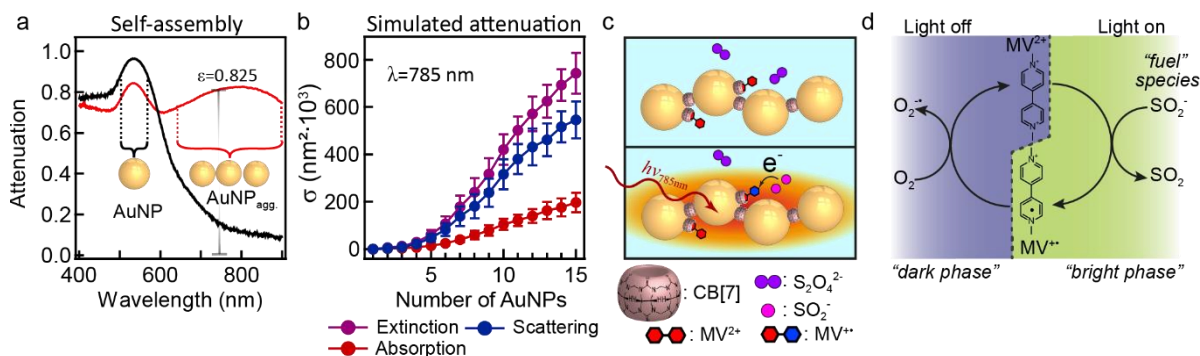 a
Self-assembly
Attenuation
1.0
0.8
0.6
0.4
0.2
0.0
ε=0.825
AuNP
AuNPagg.
400
600
800
Wavelength (nm)
b
Simulated attenuation
σ (nm²·10³)
800
600
400
200
0
λ=785 nm
5
10
15
Number of AuNPs
Extinction
Scattering
Absorption
c
hν785nm
e⁻
: CB[7]
: S₂O₄²⁻
: SO₂⁻
: MV²⁺
: MV⁺•
d
Light off
Light on
MV²⁺
"fuel"
species
O₂⁻•
SO₂⁻
O₂
SO₂
MV⁺•
"dark phase"
"bright phase"